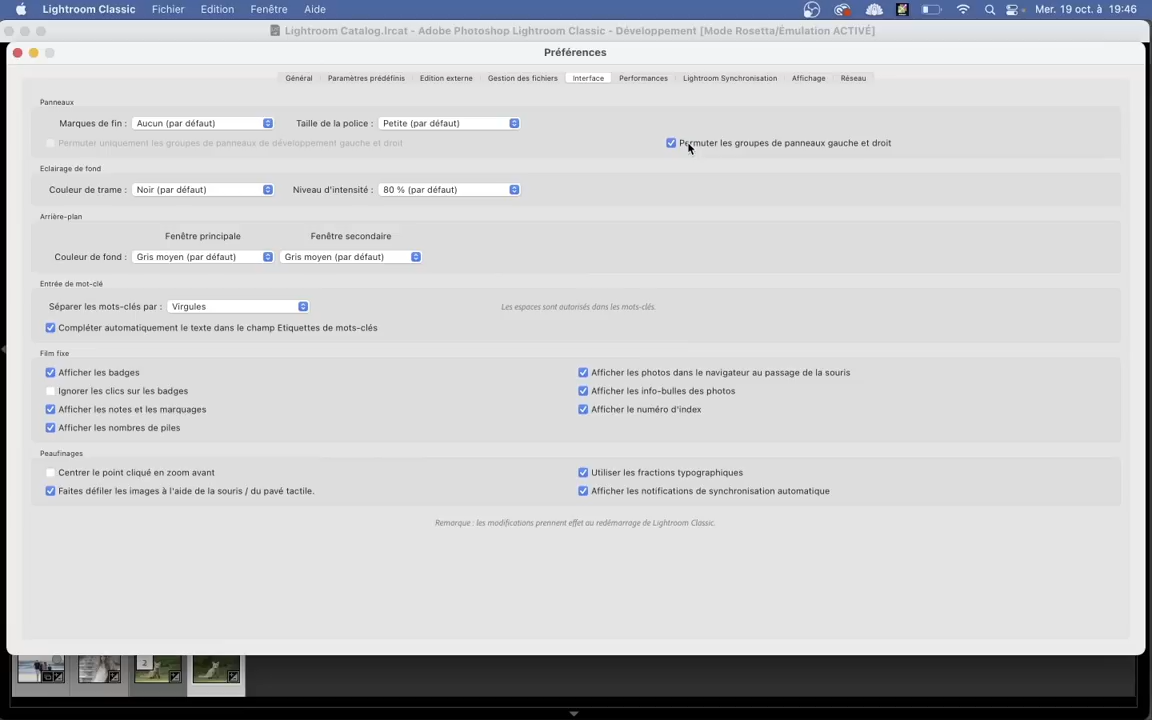 Lightroom Classic Fichier Edition Fenêtre Aide Mer. 19 oct. à 19:46
Lightroom Catalog.lrcat - Adobe Photoshop Lightroom Classic - Développement [Mode Rosetta/Émulation ACTIVÉ]
Préférences
Général Paramètres prédéfinis Edition externe Gestion des fichiers Interface Performances Lightroom Synchronisation Affichage Réseau
Panneaux
Marques de fin : Aucun (par défaut) Taille de la police : Petite (par défaut)
Permuter uniquement les groupes de panneaux de développement gauche et droit Permuter les groupes de panneaux gauche et droit
Eclairage de fond
Couleur de trame : Noir (par défaut) Niveau d'intensité : 80 % (par défaut)
Arrière-plan
Fenêtre principale Fenêtre secondaire
Couleur de fond : Gris moyen (par défaut) Gris moyen (par défaut)
Entrée de mot-clé
Séparer les mots-clés par : Virgules Les espaces sont autorisés dans les mots-clés.
Compléter automatiquement le texte dans le champ Etiquettes de mots-clés
Film fixe
Afficher les badges Afficher les photos dans le navigateur au passage de la souris
Ignorer les clics sur les badges Afficher les info-bulles des photos
Afficher les notes et les marquages Afficher le numéro d'index
Afficher les nombres de piles
Peaufinages
Centrer le point cliqué en zoom avant Utiliser les fractions typographiques
Faites défiler les images à l'aide de la souris / du pavé tactile. Afficher les notifications de synchronisation automatique
Remarque : les modifications prennent effet au redémarrage de Lightroom Classic.
2